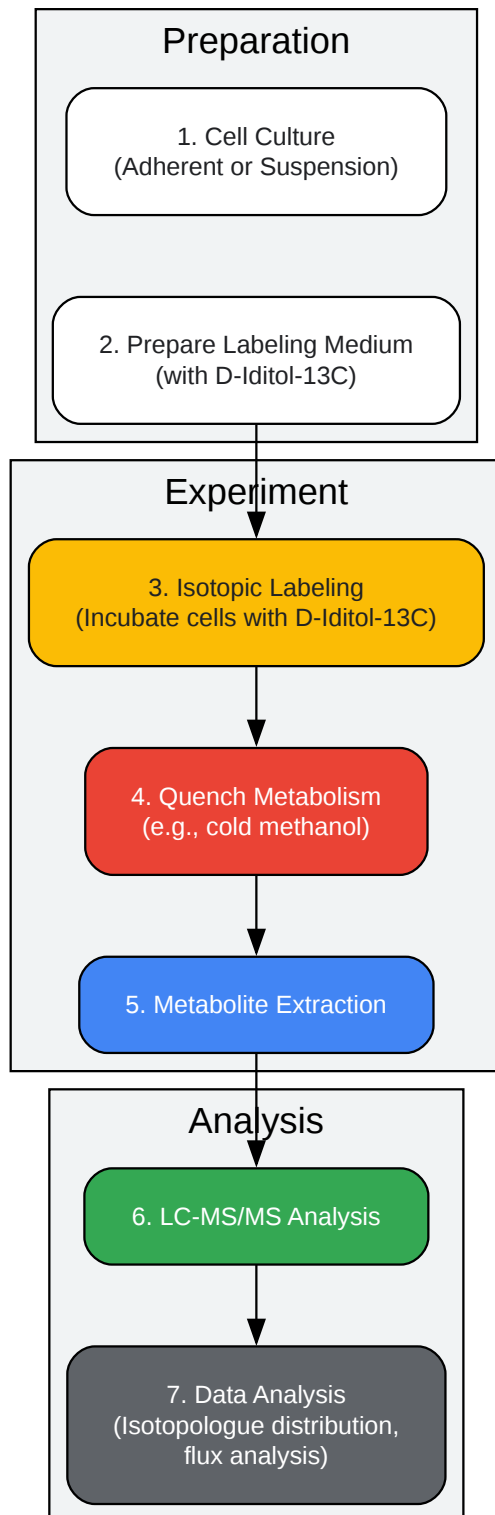 Preparation
1. Cell Culture
(Adherent or Suspension)
2. Prepare Labeling Medium
(with D-Iditol-13C)
Experiment
3. Isotopic Labeling
(Incubate cells with D-Iditol-13C)
4. Quench Metabolism
(e.g., cold methanol)
5. Metabolite Extraction
Analysis
6. LC-MS/MS Analysis
7. Data Analysis
(Isotopologue distribution,
flux analysis)